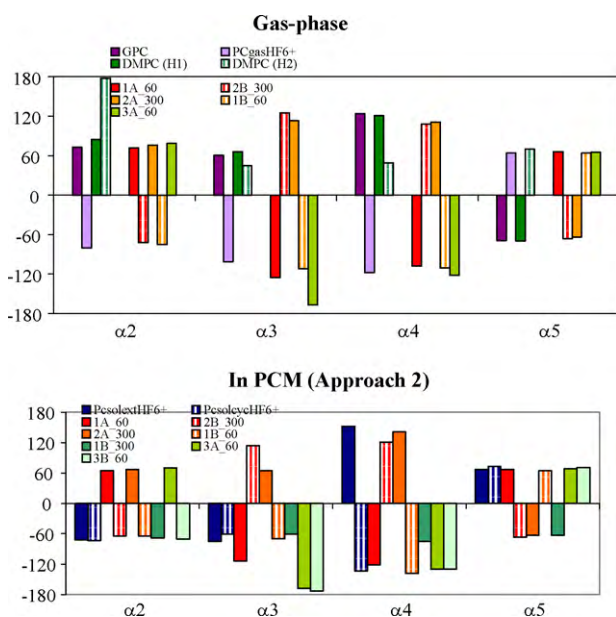 Gas-phase
GPC PCgasHF6+
DMPC (H1) DMPC (H2)
1A_60 2B_300
2A_300 1B_60
3A_60
180
120
60
0
-60
-120
-180
α2 α3 α4 α5
In PCM (Approach 2)
PcsolextHF6+ PcsolcycHF6+
1A_60 2B_300
2A_300 1B_60
1B_300 3A_60
3B_60
180
120
60
0
-60
-120
-180
α2 α3 α4 α5